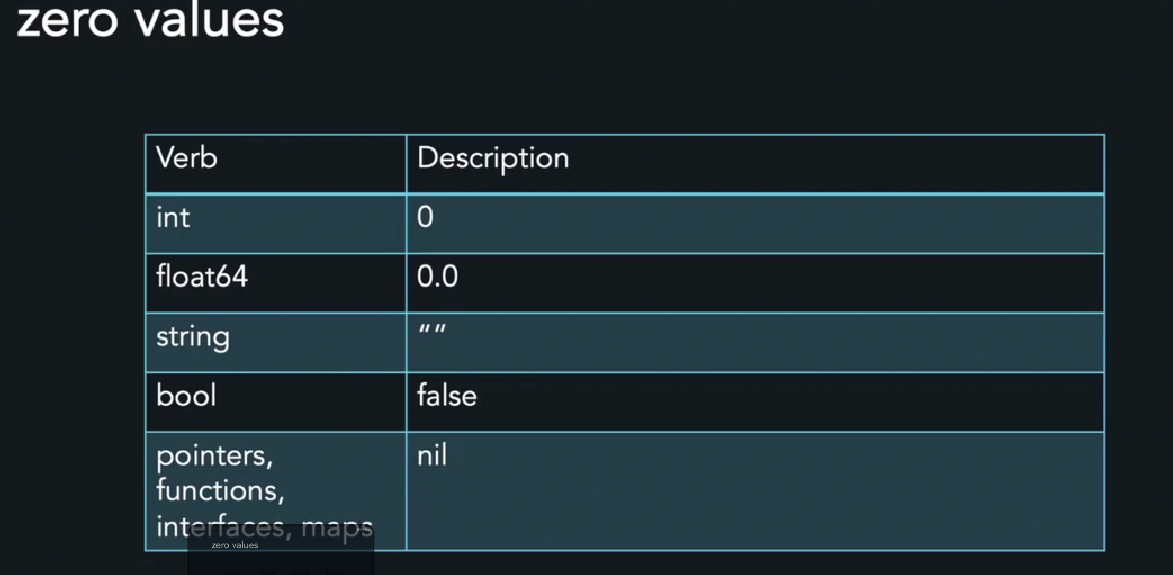 zero values
Verb Description
int 0
float64 0.0
string “ “
bool false
pointers, nil
functions,
interfaces, maps
zero values